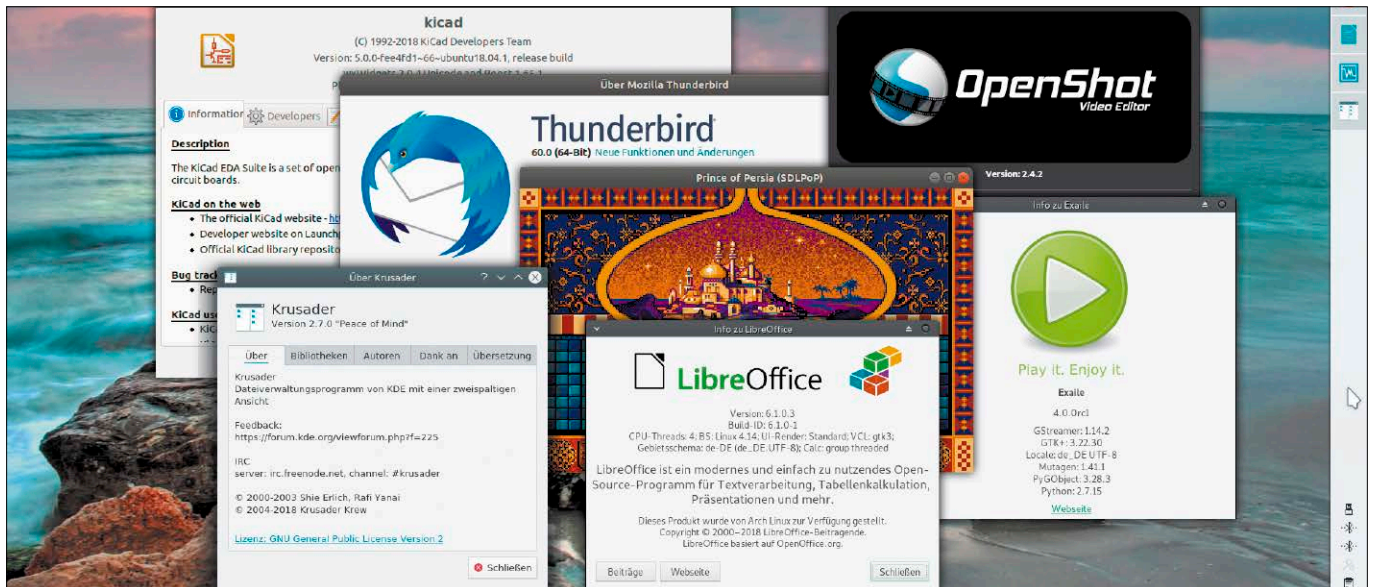 kicad
(C) 1992-2018 KiCad Developers Team
Version: 5.0.0-fee4fd1~66~ubuntu18.04.1, release build
Information
Developers
Description
The KiCad EDA Suite is a set of open
circuit boards.
KiCad on the web
The official KiCad website -
Developer website on
Official KiCad library
Bug
KiCad
Über Mozilla Thunderbird
Thunderbird
60.0 (64-Bit) Neue Funktionen und Änderungen
OpenShot
Video Editor
Version: 2.4.2
Prince of Persia (SDLPoP)
Info zu Exaile
Play it. Enjoy it.
Exaile
4.0.0rc1
GStreamer: 1.14.2
GTK+: 3.22.30
Locale: de_DE UTF-8
Mutagen: 1.41.1
PyGObject: 3.28.3
Python: 2.7.15
Webseite
Über Krusader
Krusader
Version 2.7.0 "Peace of Mind"
Über Bibliotheken Autoren Dank an Übersetzung
Krusader
Dateiverwaltungsprogramm von KDE mit einer zweispaltigen
Ansicht
Feedback:
https://forum.kde.org/viewforum.php?f=225
IRC
server: irc.freenode.net, channel: #krusader
© 2000-2003 Shie Erlich, Rafi Yanai
© 2004-2018 Krusader Krew
Lizenz: GNU General Public License Version 2
Schließen
Info zu LibreOffice
LibreOffice
Version: 6.1.0.3
Build-ID: 6.1.0-1
CPU-Threads: 4; BS: Linux 4.14; UI-Render: Standard; VCL: gtk3;
Gebietsschema: de-DE (de_DE.UTF-8); Calc: group threaded
LibreOffice ist ein modernes und einfach zu nutzendes Open-
Source-Programm für Textverarbeitung, Tabellenkalkulation,
Präsentationen und mehr.
Dieses Produkt wurde von Arch Linux zur Verfügung gestellt.
Copyright © 2000–2018 LibreOffice-Beitragende.
LibreOffice basiert auf OpenOffice.org.
Beiträge Webseite Schließen